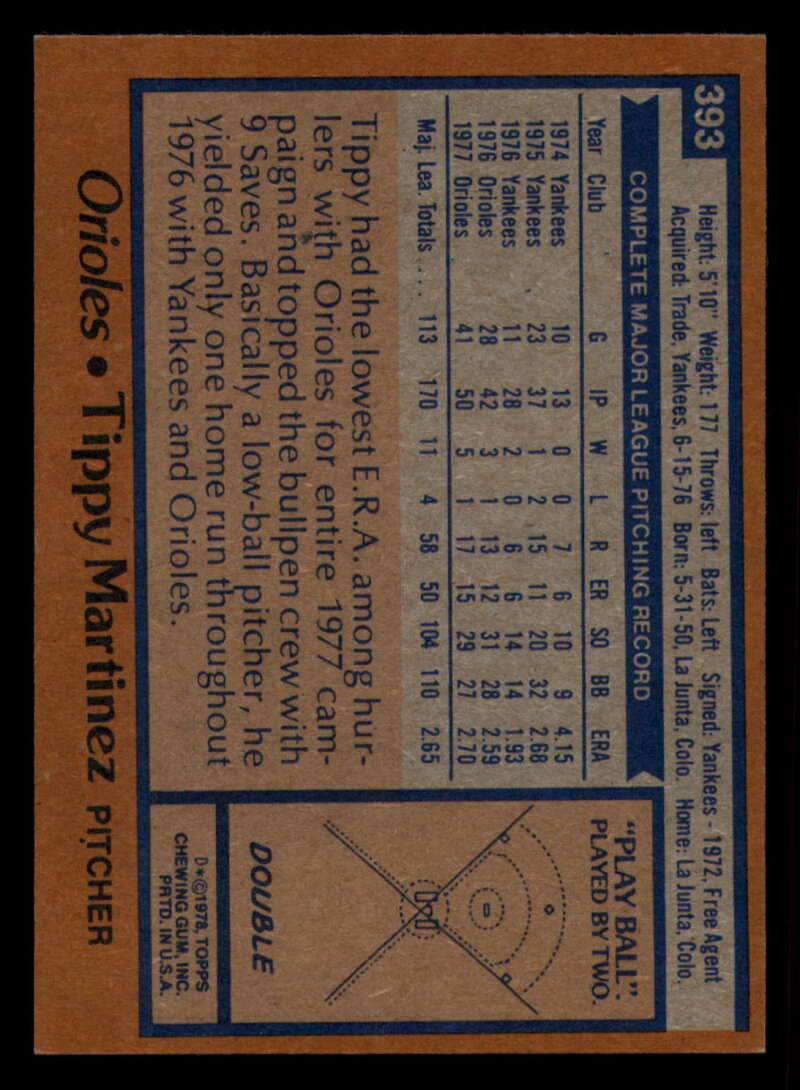 393
Height: 5'10" Weight: 177 Throws: left Bats: Left Signed: Yankees - 1972, Free Agent
Acquired: Trade, Yankees, 6-15-76 Born: 5-31-50, La Junta, Colo. Home: La Junta, Colo.
COMPLETE MAJOR LEAGUE PITCHING RECORD
Year Club G IP W L R ER SO BB ERA
1974 Yankees 10 13 0 0 7 6 10 9 4.15
1975 Yankees 23 37 1 2 15 11 20 32 2.68
1976 Yankees 11 28 2 0 6 6 14 14 1.93
1976 Orioles 28 42 3 1 13 12 31 28 2.59
1977 Orioles 41 50 5 1 17 15 29 27 2.70
Maj. Lea. Totals .... 113 170 11 4 58 50 104 110 2.65
Tippy had the lowest E.R.A. among hur-
lers with Orioles for entire 1977 cam-
paign and topped the bullpen crew with
9 Saves. Basically a low-ball pitcher, he
yielded only one home run throughout
1976 with Yankees and Orioles.
"PLAY BALL":
PLAYED BY TWO.
DOUBLE
D*©1978, TOPPS
CHEWING GUM, INC.
PRTD. IN U.S.A.
Orioles • Tippy Martinez PITCHER